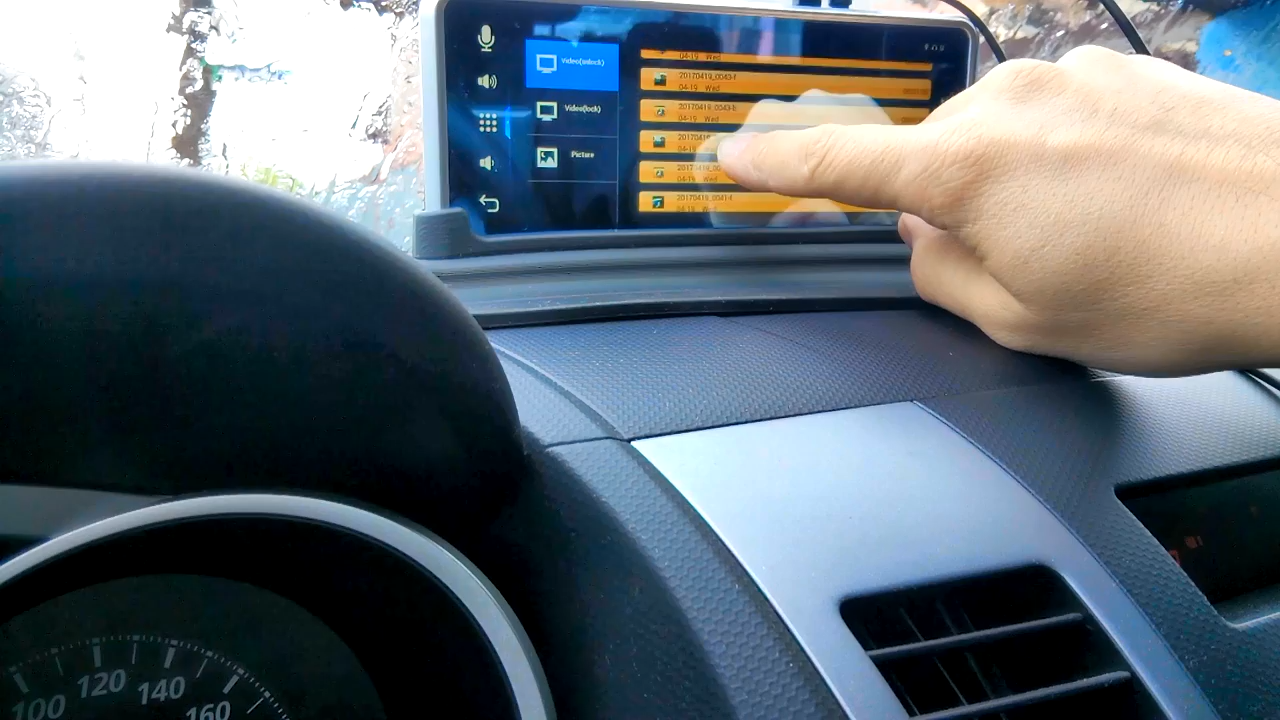 Video(unlock)
Video(lock)
Picture
04-19 Wed
20170419_0043-f
04-19 Wed
20170419_0043-b
04-19 Wed
04-19
04-19 Wed
20170419_0041-f
04-19 Wed
100
120
140
160